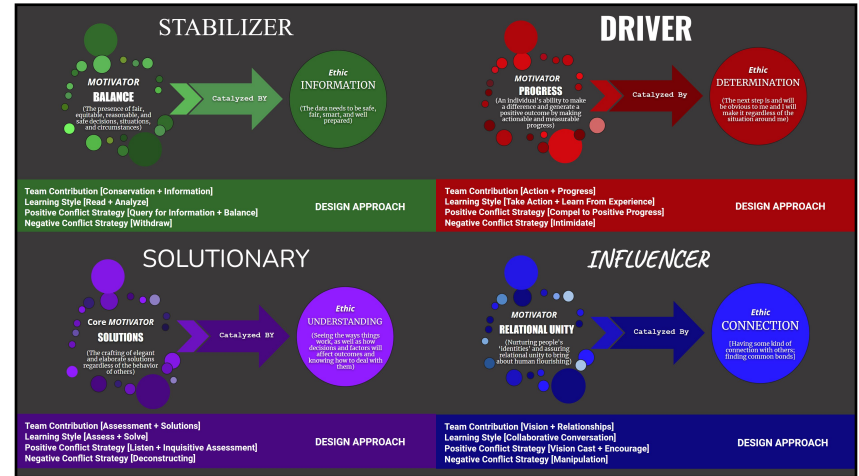 STABILIZER
MOTIVATOR
BALANCE
(The presence of fair,
equitable, reasonable, and
safe decisions, situations,
and circumstances)
Catalyzed BY
Ethic
INFORMATION
(The data needs to be safe,
fair, smart, and well
prepared)
Team Contribution [Conservation + Information]
Learning Style [Read + Analyze]
Positive Conflict Strategy [Query for Information + Balance]
Negative Conflict Strategy [Withdraw]
DESIGN APPROACH
DRIVER
MOTIVATOR
PROGRESS
(An individual's ability to make
a difference and generate a
positive outcome by making
actionable and measurable
progress)
Catalyzed By
Ethic
DETERMINATION
(The next step is and will
be obvious to me and I will
make it regardless of the
situation around me)
Team Contribution [Action + Progress]
Learning Style [Take Action + Learn From Experience]
Positive Conflict Strategy [Compel to Positive Progress]
Negative Conflict Strategy [Intimidate]
DESIGN APPROACH
SOLUTIONARY
Core MOTIVATOR
SOLUTIONS
(The crafting of elegant
and elaborate solutions
regardless of the behavior
of others)
Catalyzed By
Ethic
UNDERSTANDING
(Seeing the ways things
work, as well as how
decisions and factors will
affect outcomes and
knowing how to deal with
them)
Team Contribution [Assessment + Solutions]
Learning Style [Assess + Solve]
Positive Conflict Strategy [Listen + Inquisitive Assessment]
Negative Conflict Strategy [Deconstructing]
DESIGN APPROACH
INFLUENCER
MOTIVATOR
RELATIONAL UNITY
(Nurturing people's
'identities' and assuring
relational unity to bring
about human flourishing)
Catalyzed By
Ethic
CONNECTION
[Having some kind of
connection with others;
finding common bonds]
Team Contribution [Vision + Relationships]
Learning Style [Collaborative Conversation]
Positive Conflict Strategy [Vision Cast + Encourage]
Negative Conflict Strategy [Manipulation]
DESIGN APPROACH